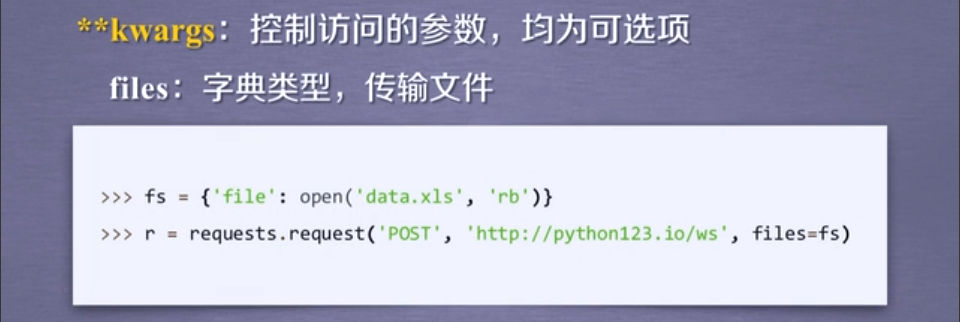 **kwargs：控制访问的参数，均为可选项
files：字典类型，传输文件
>>> fs = {'file': open('data.xls', 'rb')}
>>> r = requests.request('POST', 'http://python123.io/ws', files=fs)